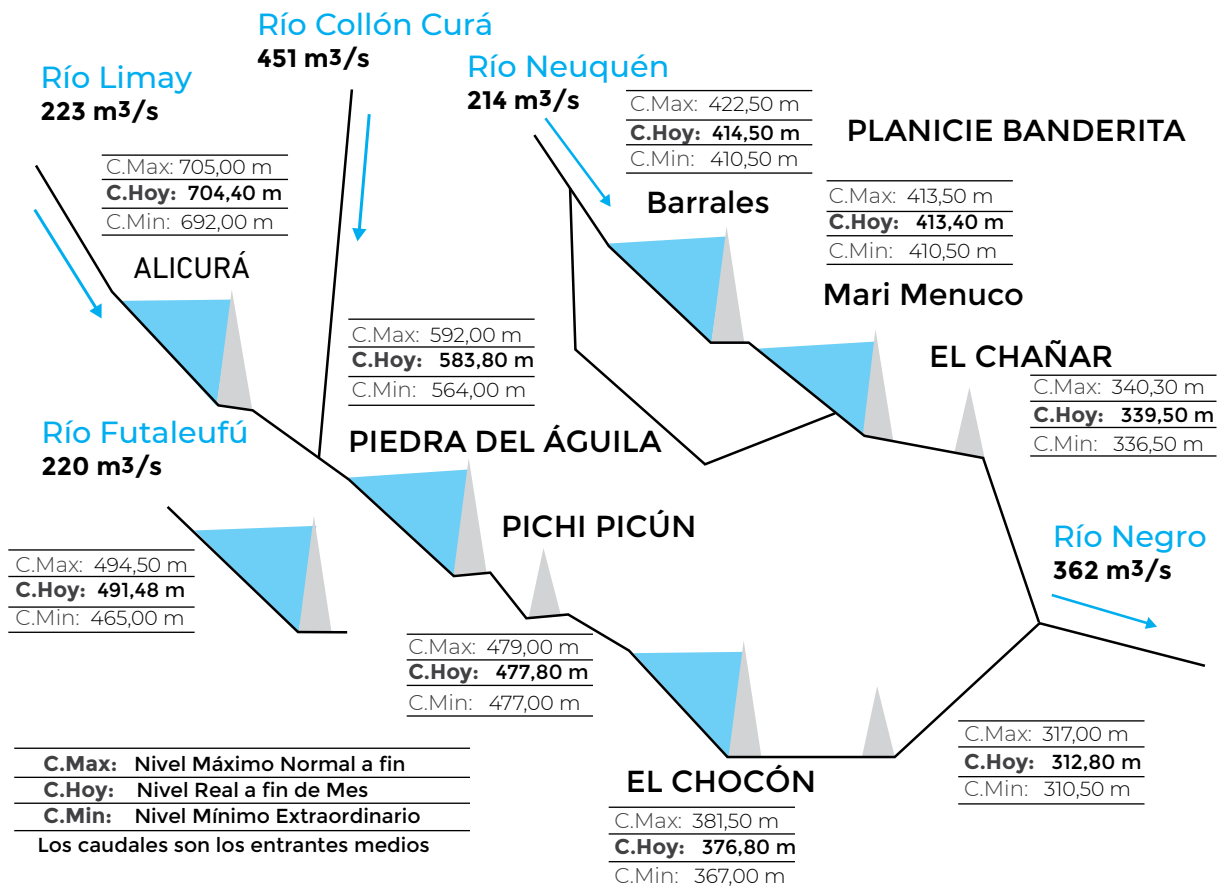 Río Collón Curá
451 m3/s
Río Limay
223 m3/s
Río Neuquén
214 m3/s
C.Max: 422,50 m
C.Hoy: 414,50 m
C.Min: 410,50 m
PLANICIE BANDERITA
C.Max: 705,00 m
C.Hoy: 704,40 m
C.Min: 692,00 m
ALICURÁ
Barrales
C.Max: 413,50 m
C.Hoy: 413,40 m
C.Min: 410,50 m
Mari Menuco
C.Max: 592,00 m
C.Hoy: 583,80 m
C.Min: 564,00 m
EL CHAÑAR
C.Max: 340,30 m
C.Hoy: 339,50 m
C.Min: 336,50 m
Río Futaleufú
220 m3/s
PIEDRA DEL ÁGUILA
PICHI PICÚN
Río Negro
362 m3/s
C.Max: 494,50 m
C.Hoy: 491,48 m
C.Min: 465,00 m
C.Max: 479,00 m
C.Hoy: 477,80 m
C.Min: 477,00 m
C.Max: 317,00 m
C.Hoy: 312,80 m
C.Min: 310,50 m
EL CHOCÓN
C.Max: 381,50 m
C.Hoy: 376,80 m
C.Min: 367,00 m
C.Max: Nivel Máximo Normal a fin
C.Hoy: Nivel Real a fin de Mes
C.Min: Nivel Mínimo Extraordinario
Los caudales son los entrantes medios